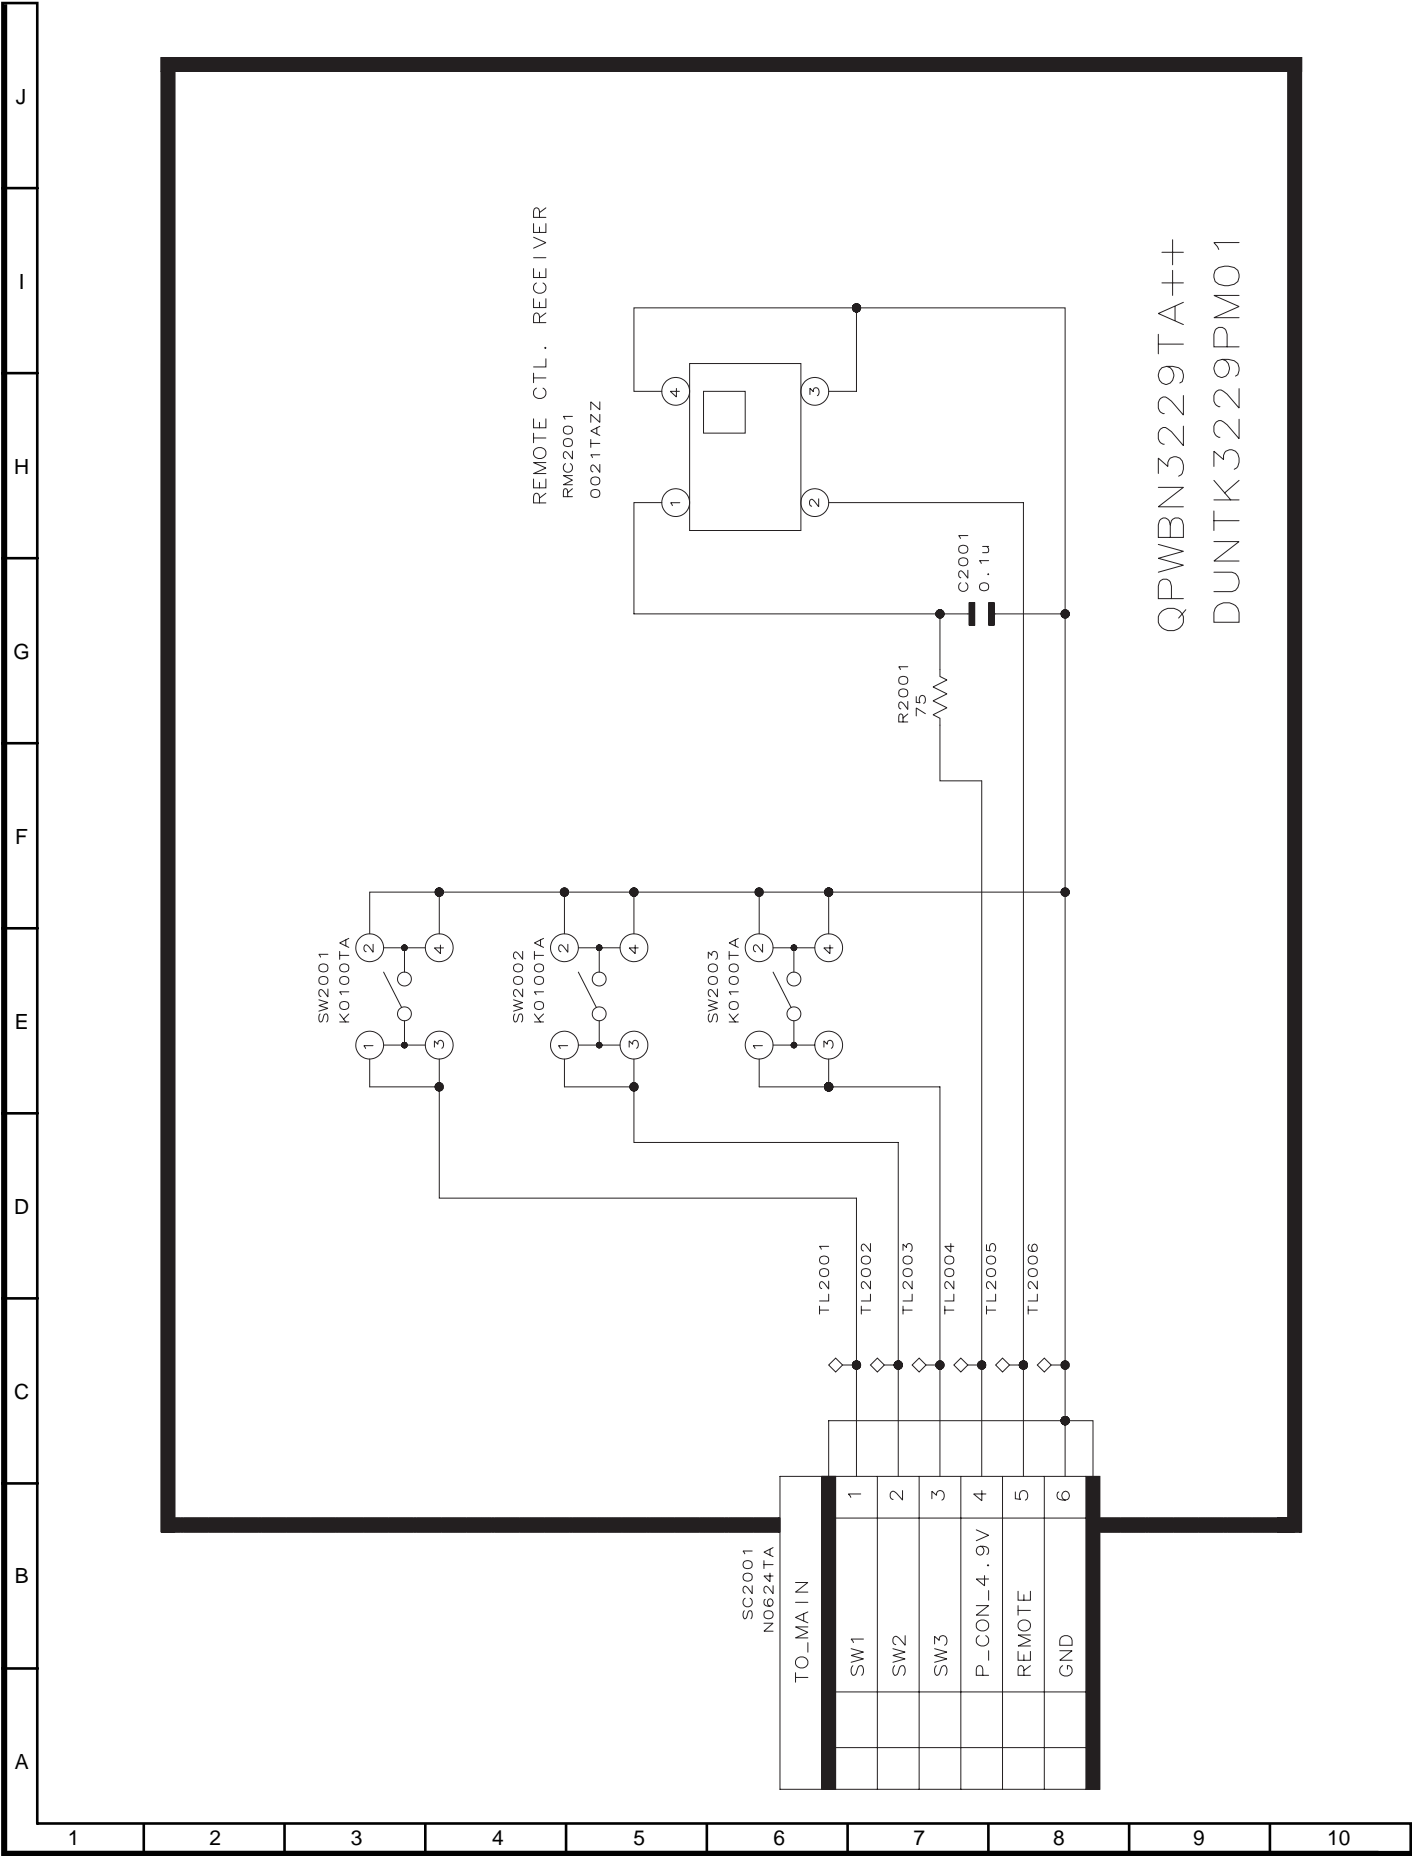 J
I
H
G
F
E
D
C
B
A
1
2
3
4
5
6
7
8
9
10
REMOTE CTL. RECEIVER
RMC2001
0021TAZZ
4
3
1
2
C2001
0.1u
R2001
75
QPWBN3229TA++
DUNTK3229PM01
SW2001
K0100TA
2
4
1
3
SW2002
K0100TA
2
4
1
3
SW2003
K0100TA
2
4
1
3
TL2001
TL2002
TL2003
TL2004
TL2005
TL2006
SC2001
N0624TA
TO_MAIN
1 SW1
2 SW2
3 SW3
4 P_CON_4.9V
5 REMOTE
6 GND